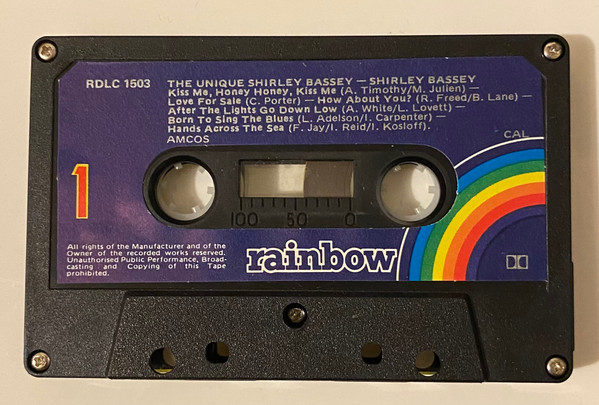 RDLC 1503 THE UNIQUE SHIRLEY BASSEY — SHIRLEY BASSEY
Kiss Me, Honey Honey, Kiss Me (A. Timothy/M. Julien) —
Love For Sale (C. Porter) — How About You? (R. Freed/B. Lane) —
After The Lights Go Down Low (A. White/L. Lovett) —
Born To Sing The Blues (L. Adelson/I. Carpenter) —
Hands Across The Sea (F. Jay/I. Reid/I. Kosloff).
AMCOS
CAL
1
100 50 0
All rights of the Manufacturer and of the
Owner of the recorded works reserved.
Unauthorised Public Performance, Broad-
casting and Copying of this Tape
prohibited.
rainbow